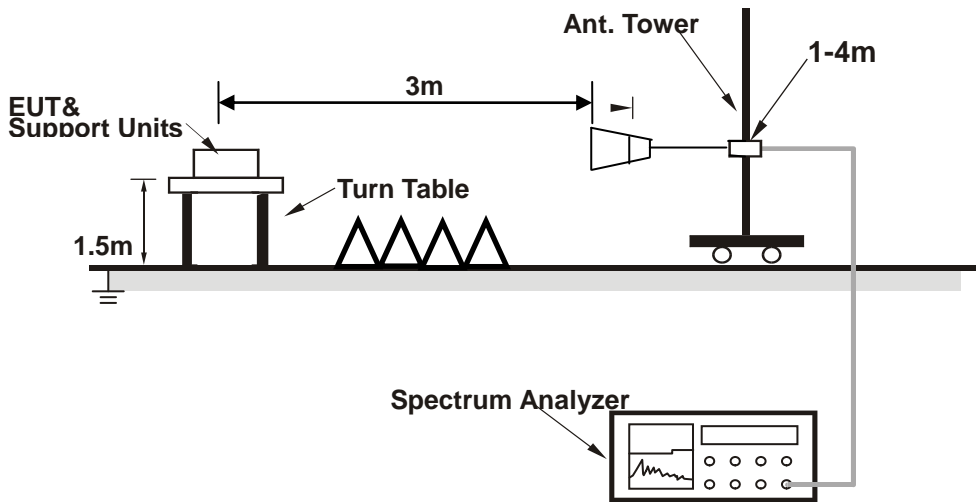 Ant. Tower
1-4m
3m
EUT&
Support Units
Turn Table
1.5m
Spectrum Analyzer